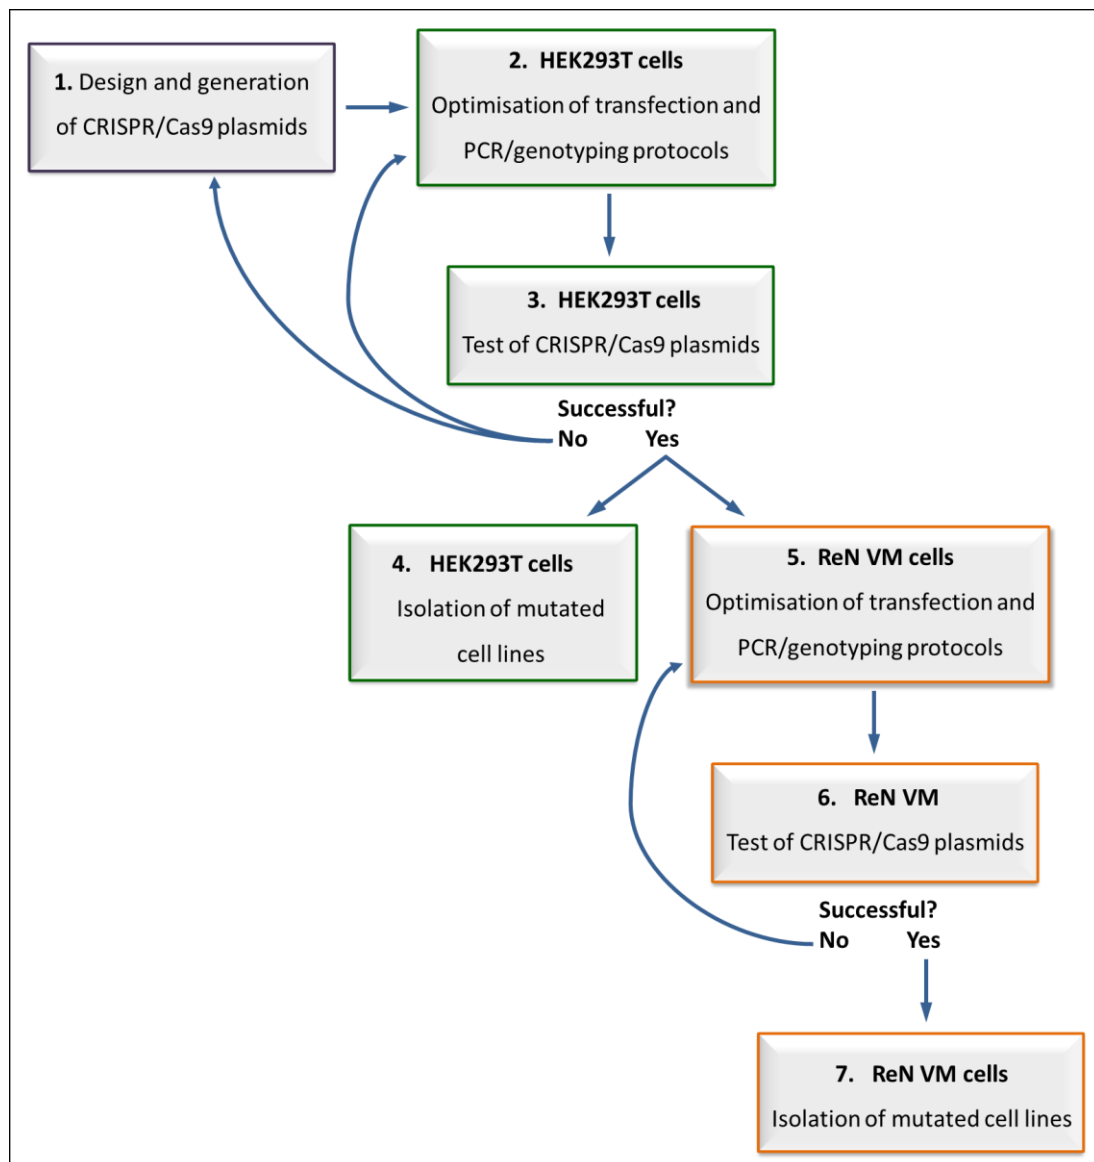 1. Design and generation
of CRISPR/Cas9 plasmids
2. HEK293T cells
Optimisation of transfection and
PCR/genotyping protocols
3. HEK293T cells
Test of CRISPR/Cas9 plasmids
Successful?
No Yes
4. HEK293T cells
Isolation of mutated
cell lines
5. ReN VM cells
Optimisation of transfection and
PCR/genotyping protocols
6. ReN VM
Test of CRISPR/Cas9 plasmids
Successful?
No Yes
7. ReN VM cells
Isolation of mutated cell lines